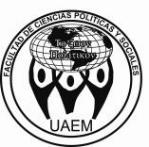 FACULTAD DE CIENCIAS POLÍTICAS Y SOCIALES
UAEM